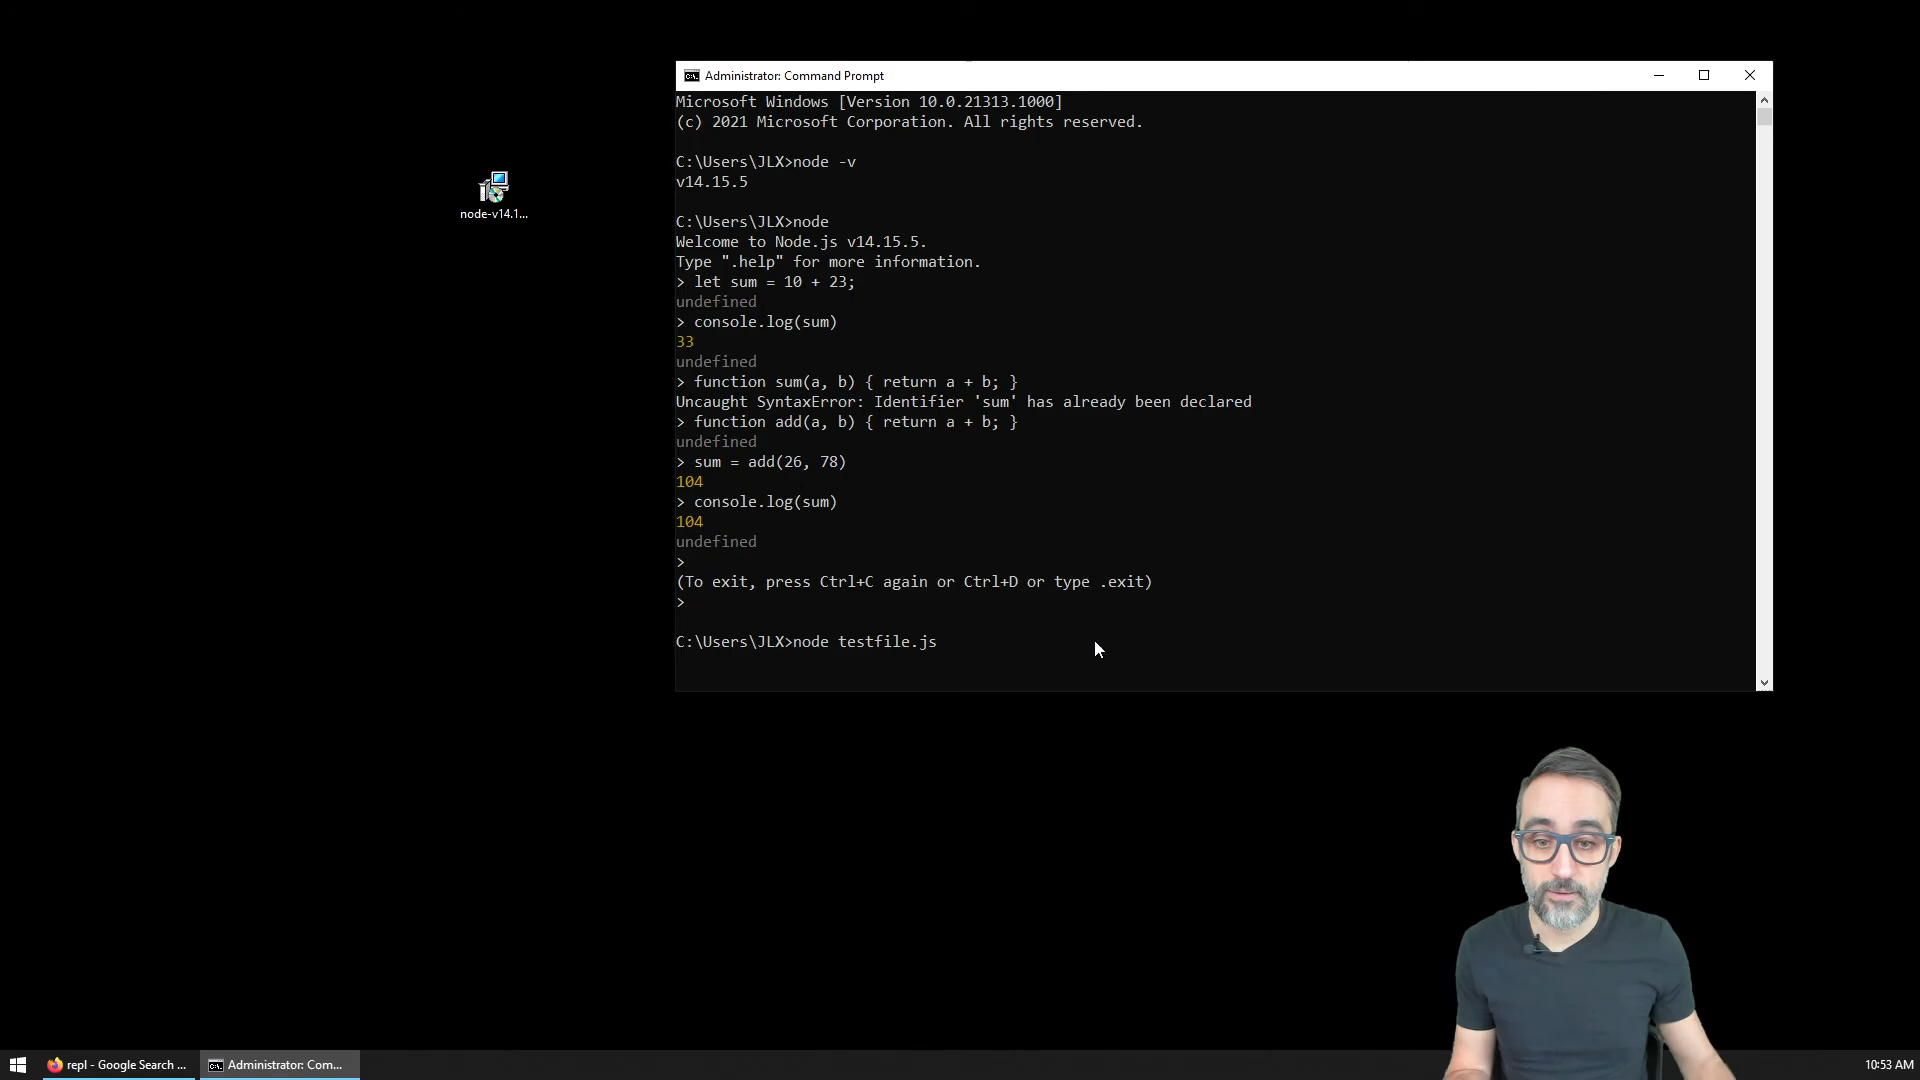 Administrator: Command Prompt
Microsoft Windows [Version 10.0.21313.1000]
(c) 2021 Microsoft Corporation. All rights reserved.
C:\Users\JLX>node -v
v14.15.5
C:\Users\JLX>node
Welcome to Node.js v14.15.5.
Type ".help" for more information.
> let sum = 10 + 23;
undefined
> console.log(sum)
33
undefined
> function sum(a, b) { return a + b; }
Uncaught SyntaxError: Identifier 'sum' has already been declared
> function add(a, b) { return a + b; }
undefined
> sum = add(26, 78)
104
> console.log(sum)
104
undefined
>
(To exit, press Ctrl+C again or Ctrl+D or type .exit)
>
C:\Users\JLX>node testfile.js
node-v14.1...
repl - Google Search ...
Administrator: Com...
10:53 AM